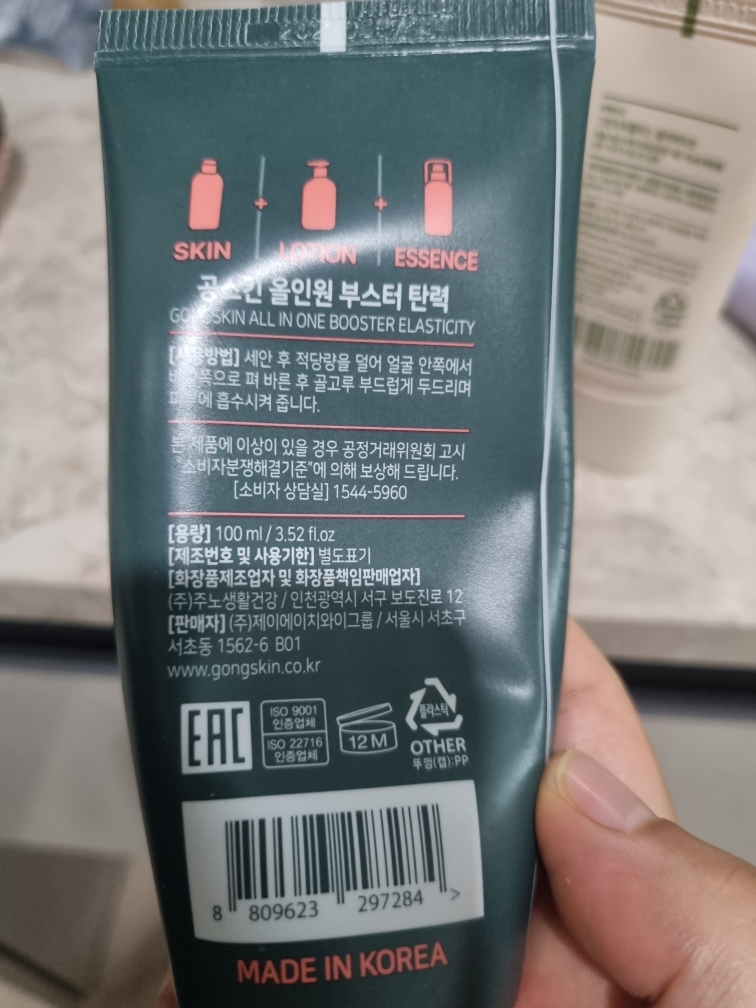 SKIN
LOTION
ESSENCE
공스킨 올인원 부스터 탄력
GONGSKIN ALL IN ONE BOOSTER ELASTICITY
[사용방법] 세안 후 적당량을 덜어 얼굴 안쪽에서
바깥쪽으로 펴 바른 후 골고루 부드럽게 두드리며
피부에 흡수시켜 줍니다.
본 제품에 이상이 있을 경우 공정거래위원회 고시
"소비자분쟁해결기준"에 의해 보상해 드립니다.
[소비자 상담실] 1544-5960
[용량] 100 ml / 3.52 fl.oz
[제조번호 및 사용기한] 별도표기
[화장품제조업자 및 화장품책임판매업자]
(주)주노생활건강 / 인천광역시 서구 보도진로 12
[판매자] (주)제이에이치와이그룹 / 서울시 서초구
서초동 1562-6 B01
www.gongskin.co.kr
EAC
ISO 9001
인증업체
ISO 22716
인증업체
12 M
플라스틱
OTHER
뚜껑(캡):PP
8 809623 297284 >
MADE IN KOREA